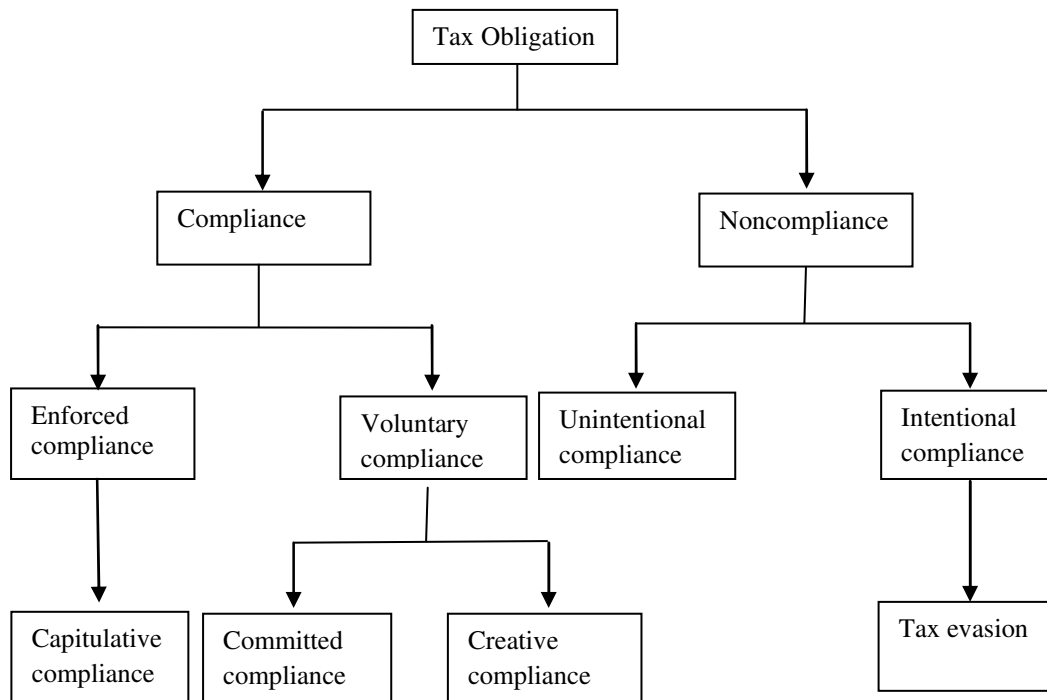 Tax Obligation
Compliance
Noncompliance
Enforced
compliance
Voluntary
compliance
Unintentional
compliance
Intentional
compliance
Capitulative
compliance
Committed
compliance
Creative
compliance
Tax evasion